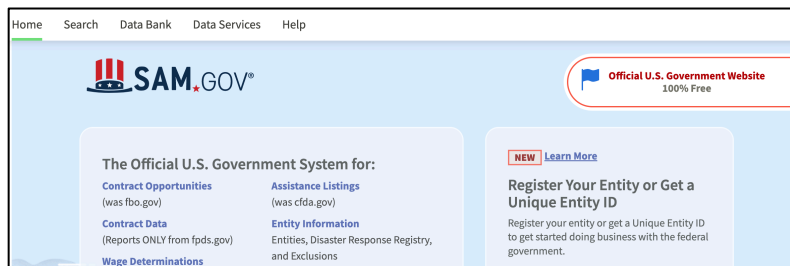 Home Search Data Bank Data Services Help
SAM.GOV®
Official U.S. Government Website
100% Free
The Official U.S. Government System for:
Contract Opportunities
(was fbo.gov)
Contract Data
(Reports ONLY from fpds.gov)
Wage Determinations
Assistance Listings
(was cfda.gov)
Entity Information
Entities, Disaster Response Registry,
and Exclusions
NEW Learn More
Register Your Entity or Get a
Unique Entity ID
Register your entity or get a Unique Entity ID
to get started doing business with the federal
government.